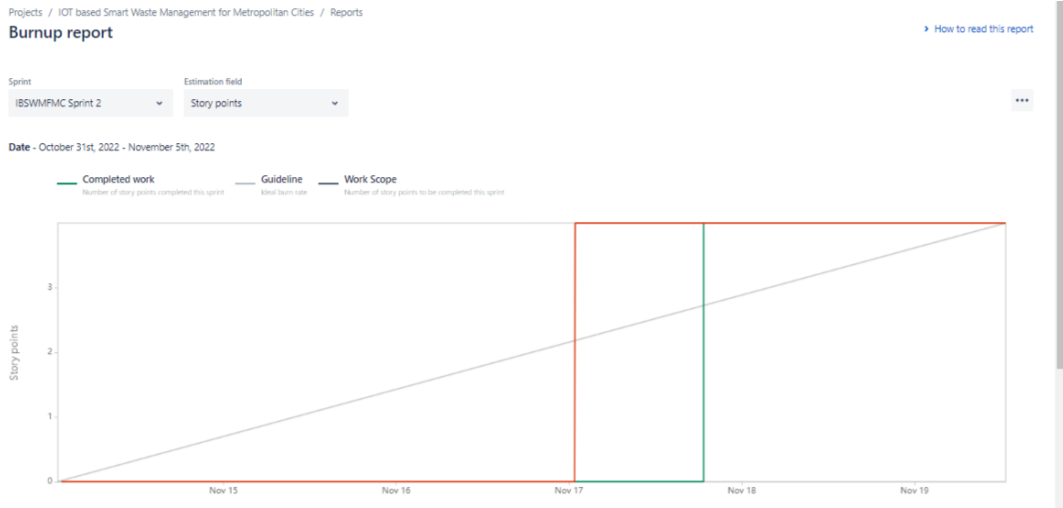 Projects / IOT based Smart Waste Management for Metropolitan Cities / Reports
Burnup report
How to read this report
Sprint Estimation field
IBSWMFMC Sprint 2 Story points
Date - October 31st, 2022 - November 5th, 2022
Completed work Guideline Work Scope
Number of story points completed this sprint Ideal burn rate Number of story points to be completed this sprint
3
2
1
0
Story points
Nov 15 Nov 16 Nov 17 Nov 18 Nov 19